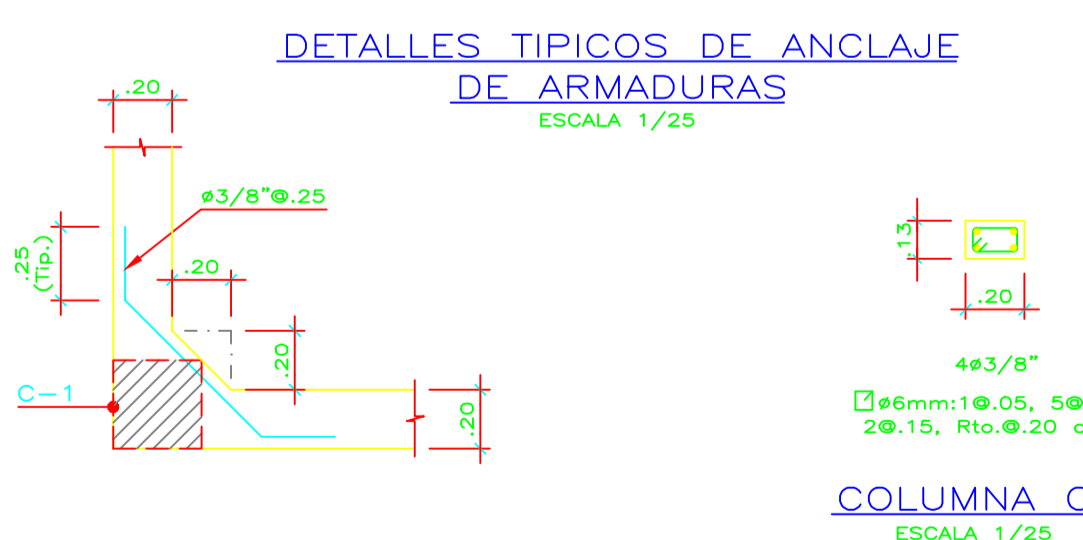 DETALLES TIPICOS DE ANCLAJE
DE ARMADURAS
ESCALA 1/25
.20
ø3/8"@.25
.25
(Tip.)
.20
.20
C-1
.20
.13
.20
4ø3/8"
ø6mm:1@.05, 5@
2@.15, Rto.@.20 c
COLUMNA C
ESCALA 1/25